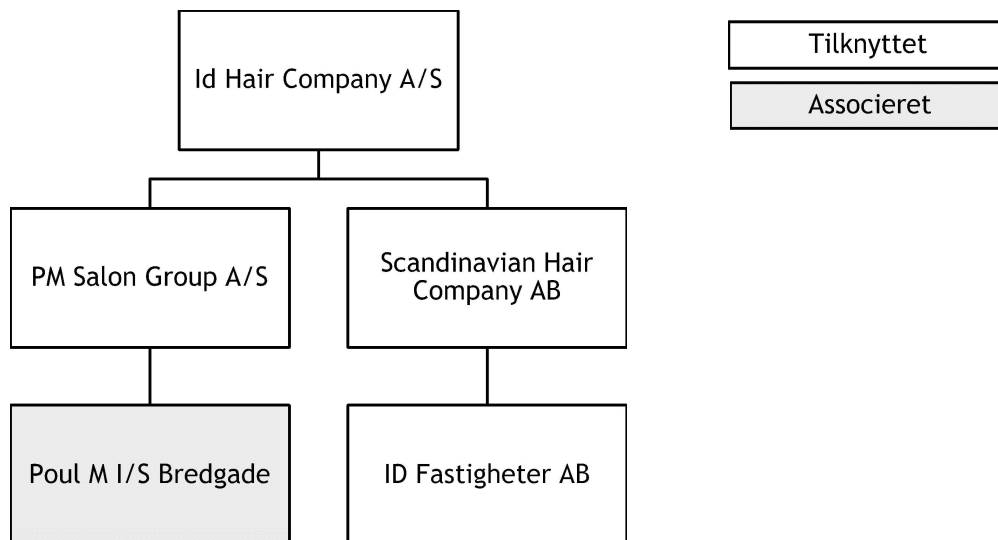 Id Hair Company A/S
Tilknyttet
Associeret
PM Salon Group A/S
Scandinavian Hair
Company AB
Poul M I/S Bredgade
ID Fastigheter AB